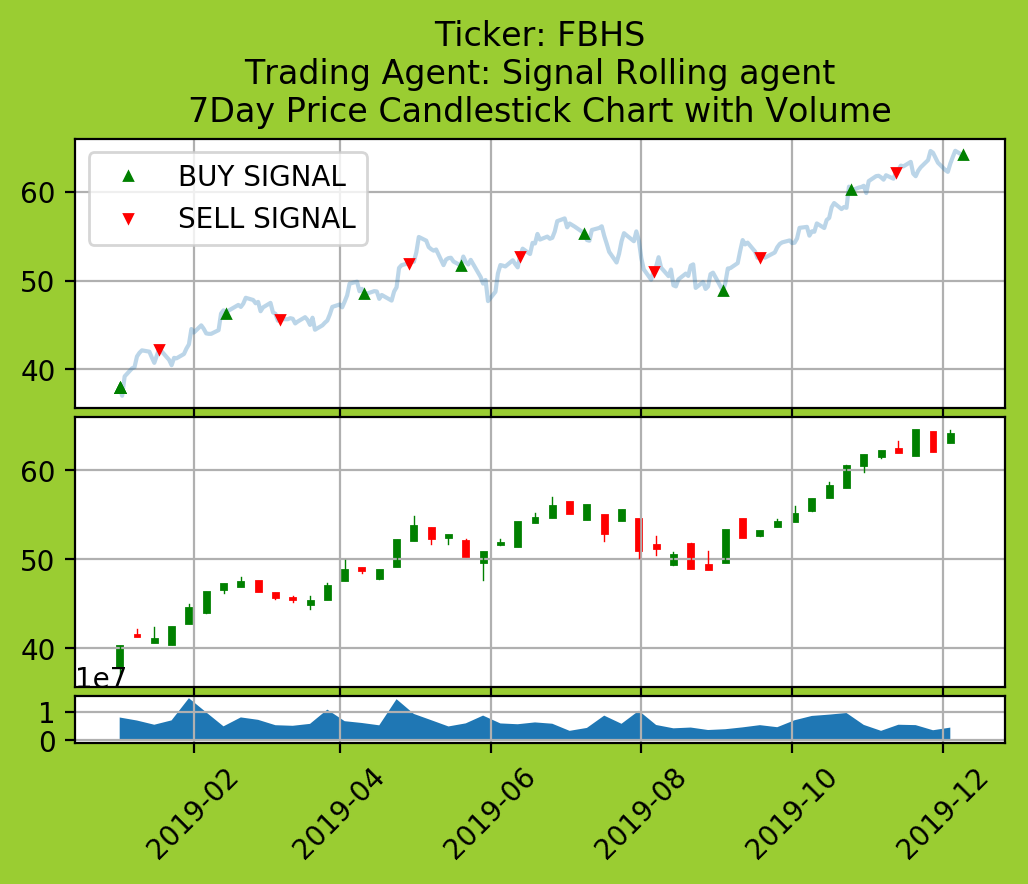 Ticker: FBHS
Trading Agent: Signal Rolling agent
7Day Price Candlestick Chart with Volume
BUY SIGNAL
SELL SIGNAL
60
50
40
60
50
40
1e7
1
0
2019-02
2019-04
2019-06
2019-08
2019-10
2019-12